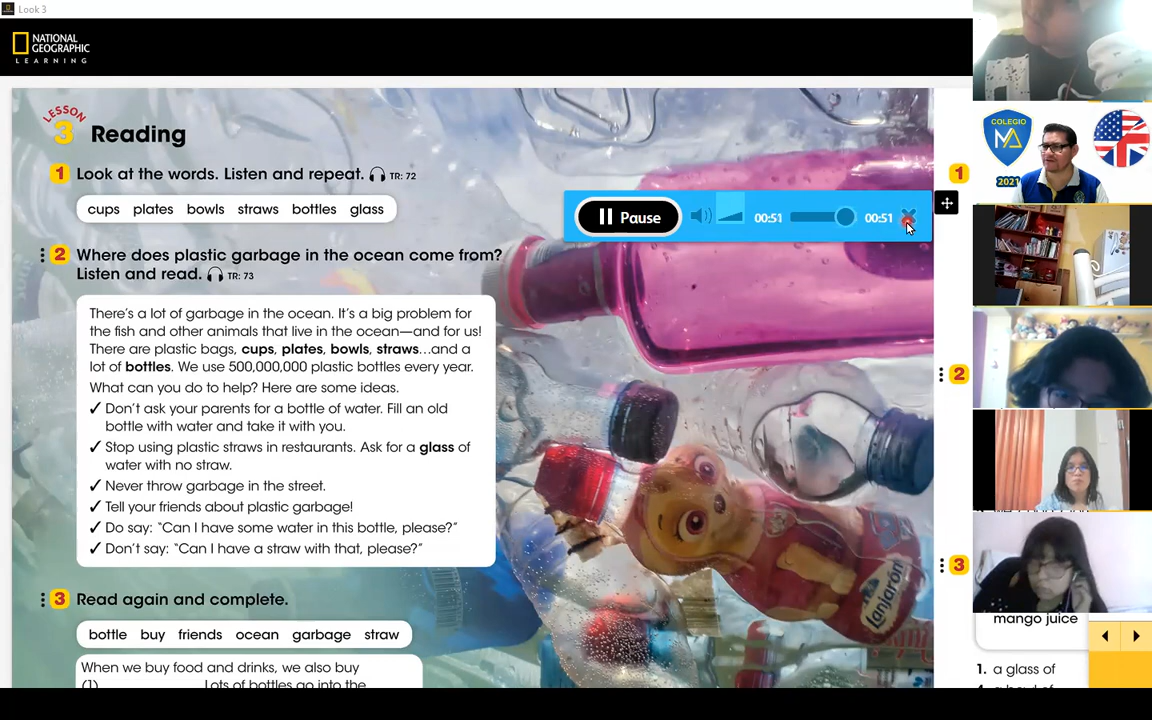 Look 3
NATIONAL
GEOGRAPHIC
LEARNING
LESSON
3 Reading
1 Look at the words. Listen and repeat. TR: 72
cups plates bowls straws bottles glass
2 Where does plastic garbage in the ocean come from?
Listen and read. TR: 73
There's a lot of garbage in the ocean. It's a big problem for
the fish and other animals that live in the ocean—and for us!
There are plastic bags, cups, plates, bowls, straws...and a
lot of bottles. We use 500,000,000 plastic bottles every year.
What can you do to help? Here are some ideas.
✓ Don't ask your parents for a bottle of water. Fill an old
bottle with water and take it with you.
✓ Stop using plastic straws in restaurants. Ask for a glass of
water with no straw.
✓ Never throw garbage in the street.
✓ Tell your friends about plastic garbage!
✓ Do say: "Can I have some water in this bottle, please?"
✓ Don't say: "Can I have a straw with that, please?"
3 Read again and complete.
bottle buy friends ocean garbage straw
When we buy food and drinks, we also buy
(1) Lots of bottles go into the
Pause 00:51 00:51
Lanjarón
COLEGIO
MA
2021
1
2
3
mango juice
1. a glass of